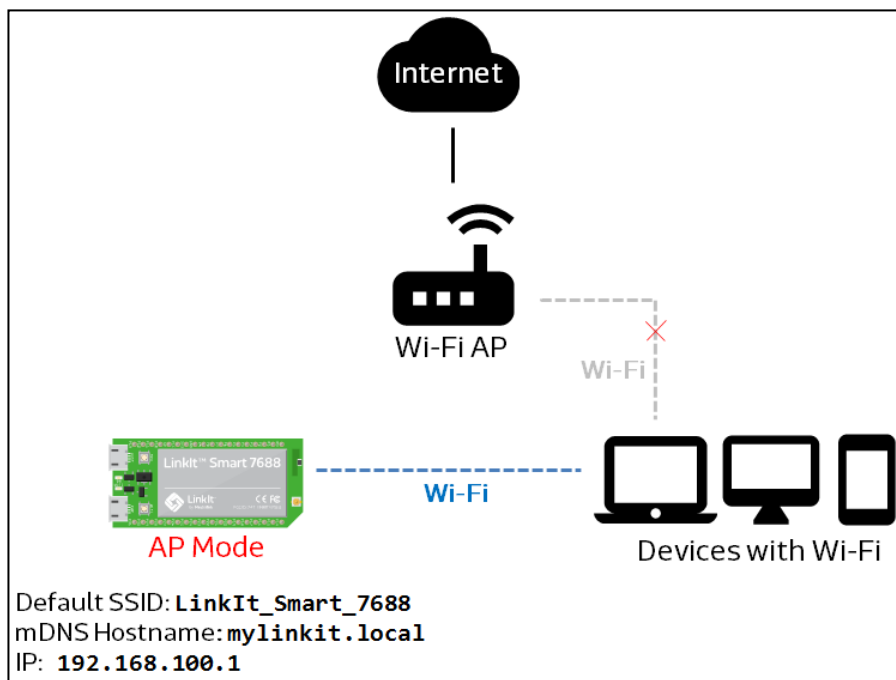 Internet
Wi-Fi AP
Wi-Fi
LinkIt™ Smart 7688
LinkIt
Wi-Fi
AP Mode
Devices with Wi-Fi
Default SSID: LinkIt_Smart_7688
mDNS Hostname: mylinkit.local
IP: 192.168.100.1